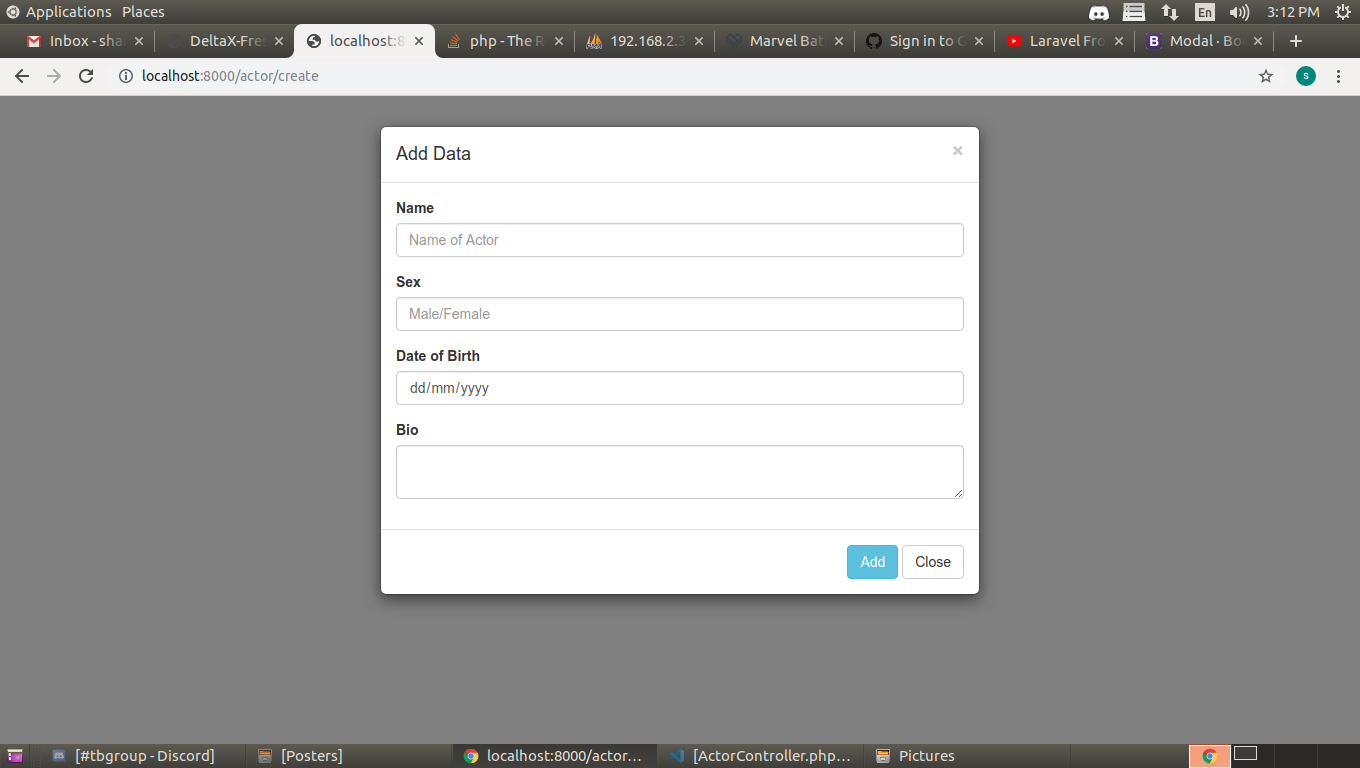 Applications Places En 3:12 PM
Inbox - sha DeltaX-Fre localhost:8 php - The R 192.168.2.3 Marvel Bat Sign in to C Laravel Fro B Modal · Bo
localhost:8000/actor/create s
Add Data ×
Name
Name of Actor
Sex
Male/Female
Date of Birth
dd/mm/yyyy
Bio
Add Close
[#tbgroup - Discord] [Posters] localhost:8000/actor... [ActorController.php... Pictures